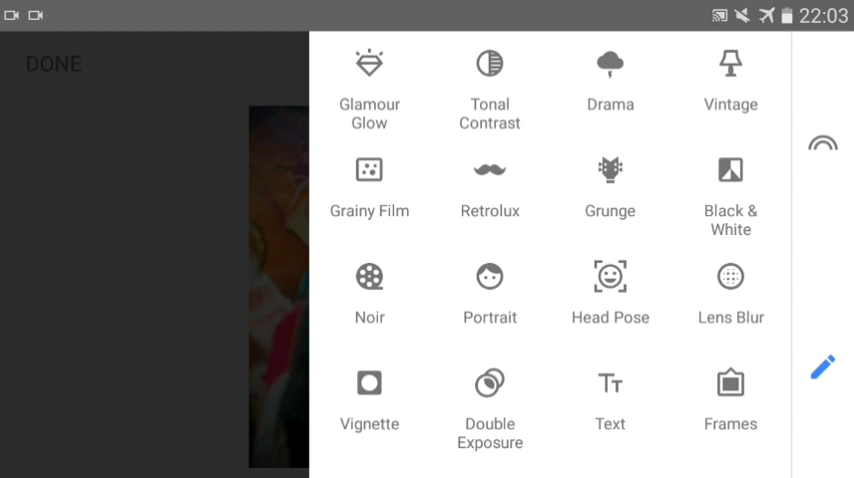 22:03
DONE
Glamour
Glow
Tonal
Contrast
Drama
Vintage
Grainy Film
Retrolux
Grunge
Black &
White
Noir
Portrait
Head Pose
Lens Blur
Vignette
Double
Exposure
Text
Frames